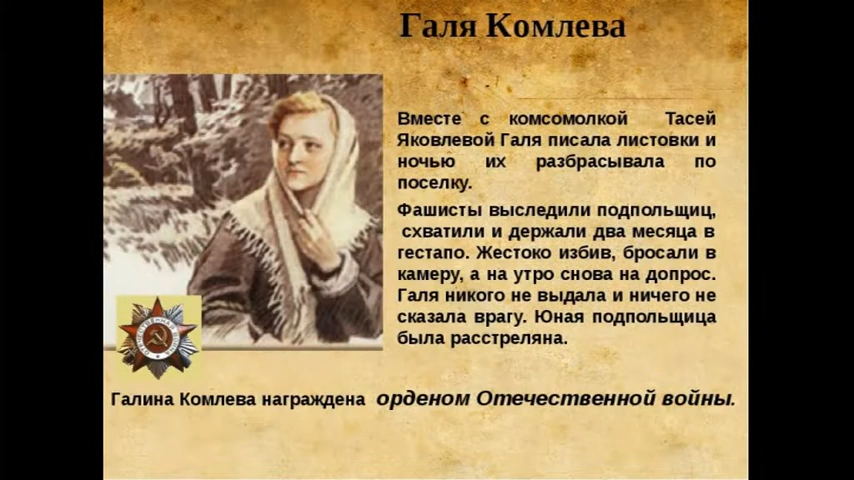 Галя Комлева
Вместе с комсомолкой Тасей
Яковлевой Галя писала листовки и
ночью их разбрасывала по
поселку.
Фашисты выследили подпольщиц,
схватили и держали два месяца в
гестапо. Жестоко избив, бросали в
камеру, а на утро снова на допрос.
Галя никого не выдала и ничего не
сказала врагу. Юная подпольщица
была расстреляна.
ОТЕЧЕСТВЕННАЯ ВОЙНА
Галина Комлева награждена орденом Отечественной войны.